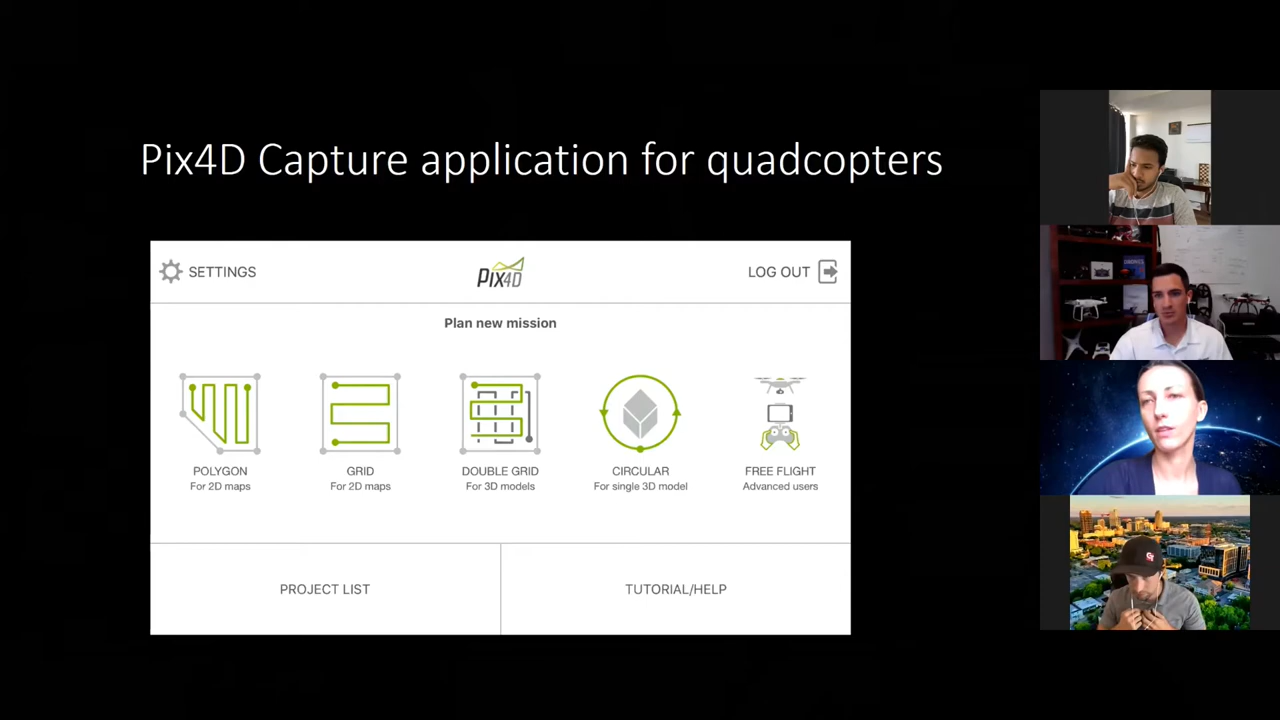 Pix4D Capture application for quadcopters
SETTINGS
PIX4D
LOG OUT
Plan new mission
POLYGON
For 2D maps
GRID
For 2D maps
DOUBLE GRID
For 3D models
CIRCULAR
For single 3D model
FREE FLIGHT
Advanced users
PROJECT LIST
TUTORIAL/HELP